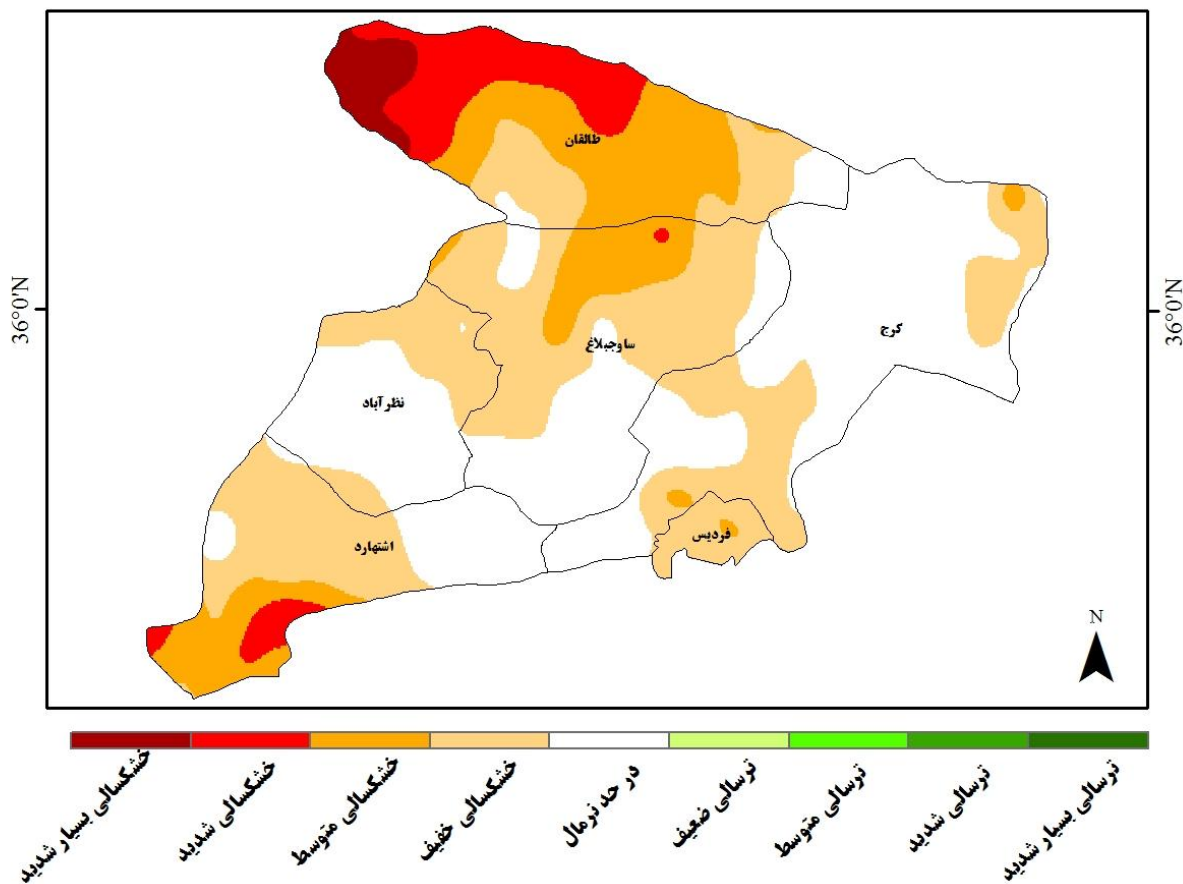 طالقان
36°0'N
36°0'N
کرج
ساوجبلاغ
نظرآباد
فردیس
اشتهارد
N
خشکسالی بسیار شدید
خشکسالی شدید
خشکسالی متوسط
خشکسالی خفیف
در حد نرمال
ترسالی ضعیف
ترسالی متوسط
ترسالی شدید
ترسالی بسیار شدید